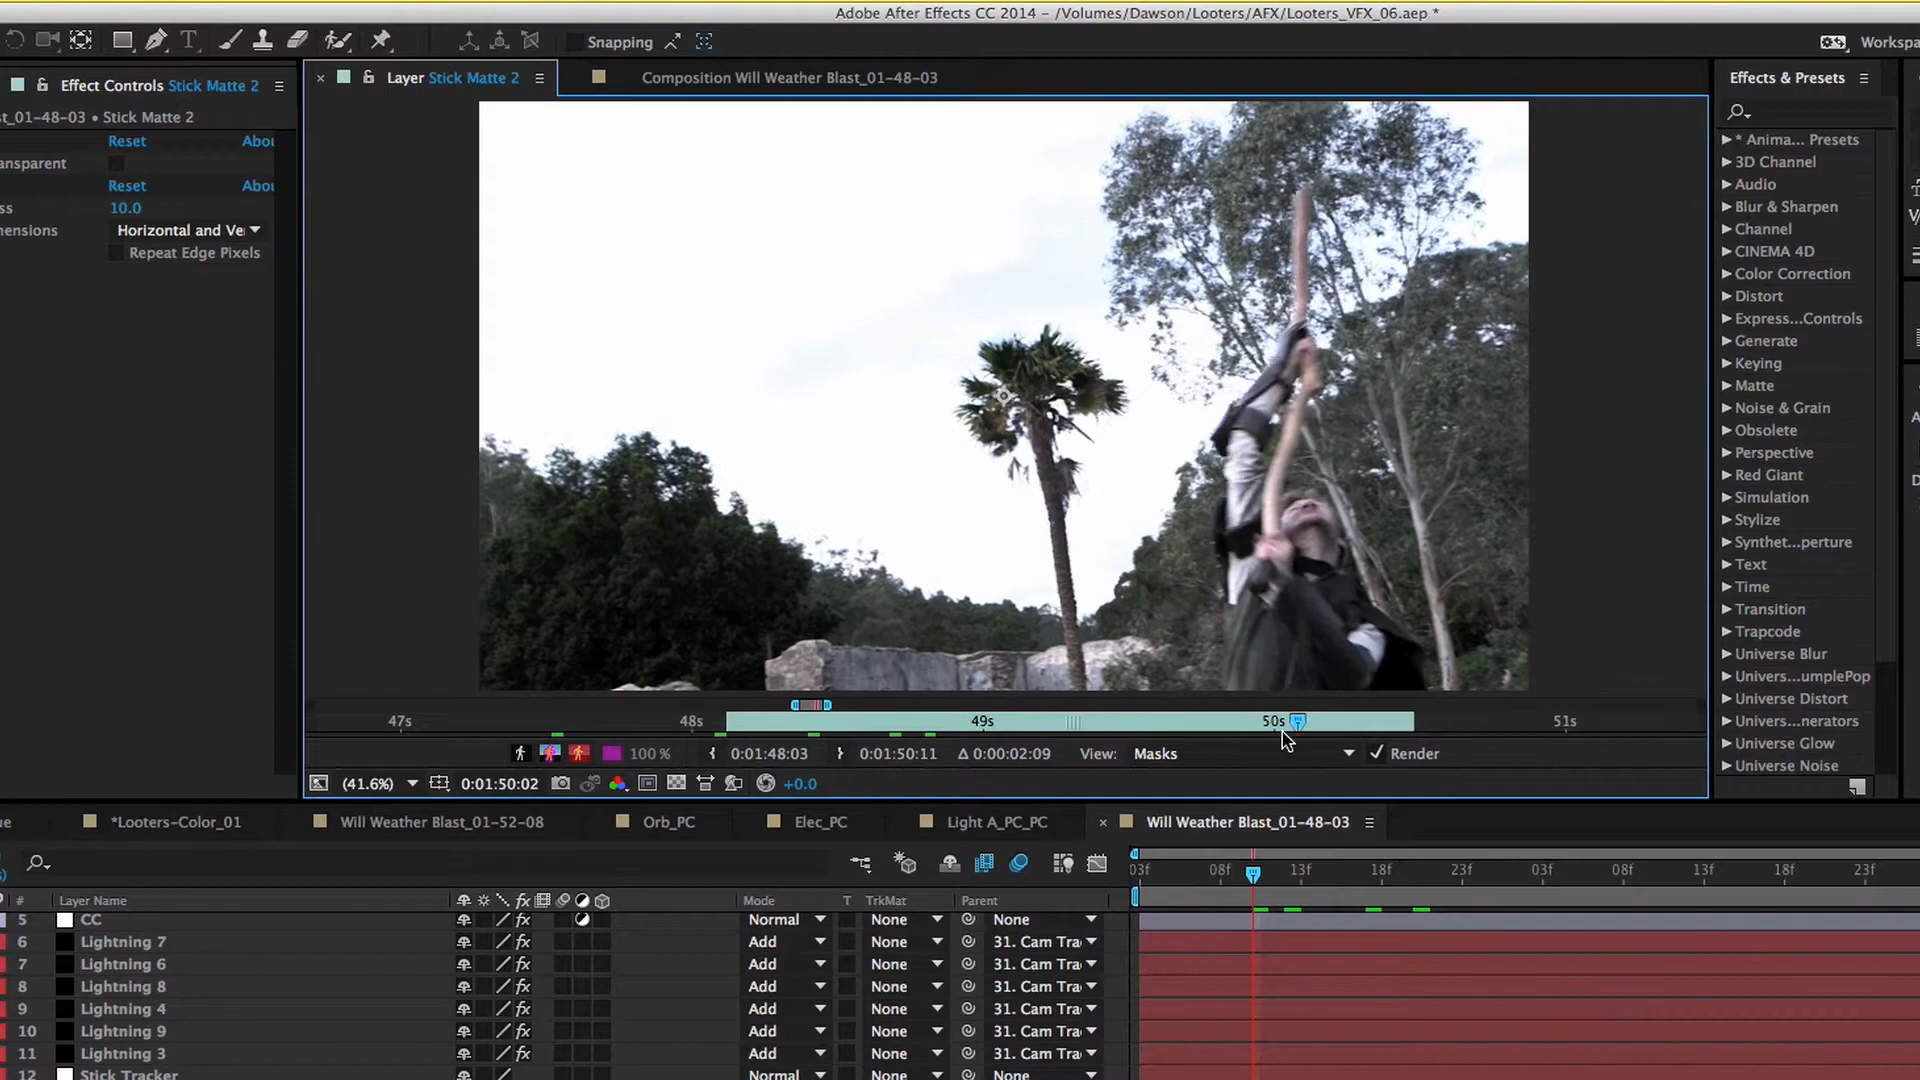 Adobe After Effects CC 2014 - /Volumes/Dawson/Looters/AFX/Looters_VFX_06.aep *
T
Snapping
Workspa
Effect Controls Stick Matte 2
Layer Stick Matte 2
Composition Will Weather Blast_01-48-03
Effects & Presets
st_01-48-03 • Stick Matte 2
Reset
Abou
ansparent
Reset
Abou
ss
10.0
nensions
Horizontal and Ve
Repeat Edge Pixels
* Anima... Presets
3D Channel
Audio
Blur & Sharpen
Channel
CINEMA 4D
Color Correction
Distort
Express...Controls
Generate
Keying
Matte
Noise & Grain
Obsolete
Perspective
Red Giant
Simulation
Stylize
Synthet...perture
Text
Time
Transition
Trapcode
Universe Blur
Univers...umplePop
Universe Distort
Univers...nerators
Universe Glow
Universe Noise
47s
48s
49s
50s
51s
100 %
0:01:48:03
0:01:50:11
Δ 0:00:02:09
View:
Masks
Render
(41.6%)
0:01:50:02
+0.0
ue
*Looters-Color_01
Will Weather Blast_01-52-08
Orb_PC
Elec_PC
Light A_PC_PC
Will Weather Blast_01-48-03
03f
08f
13f
18f
23f
03f
08f
13f
18f
23f
#
Layer Name
fx
Mode
T
TrkMat
Parent
5 CC fx Normal None None
6 Lightning 7 fx Add None 31. Cam Tra
7 Lightning 6 fx Add None 31. Cam Tra
8 Lightning 8 fx Add None 31. Cam Tra
9 Lightning 4 fx Add None 31. Cam Tra
10 Lightning 9 fx Add None 31. Cam Tra
11 Lightning 3 fx Add None 31. Cam Tra
12 Stick Tracker Normal None None